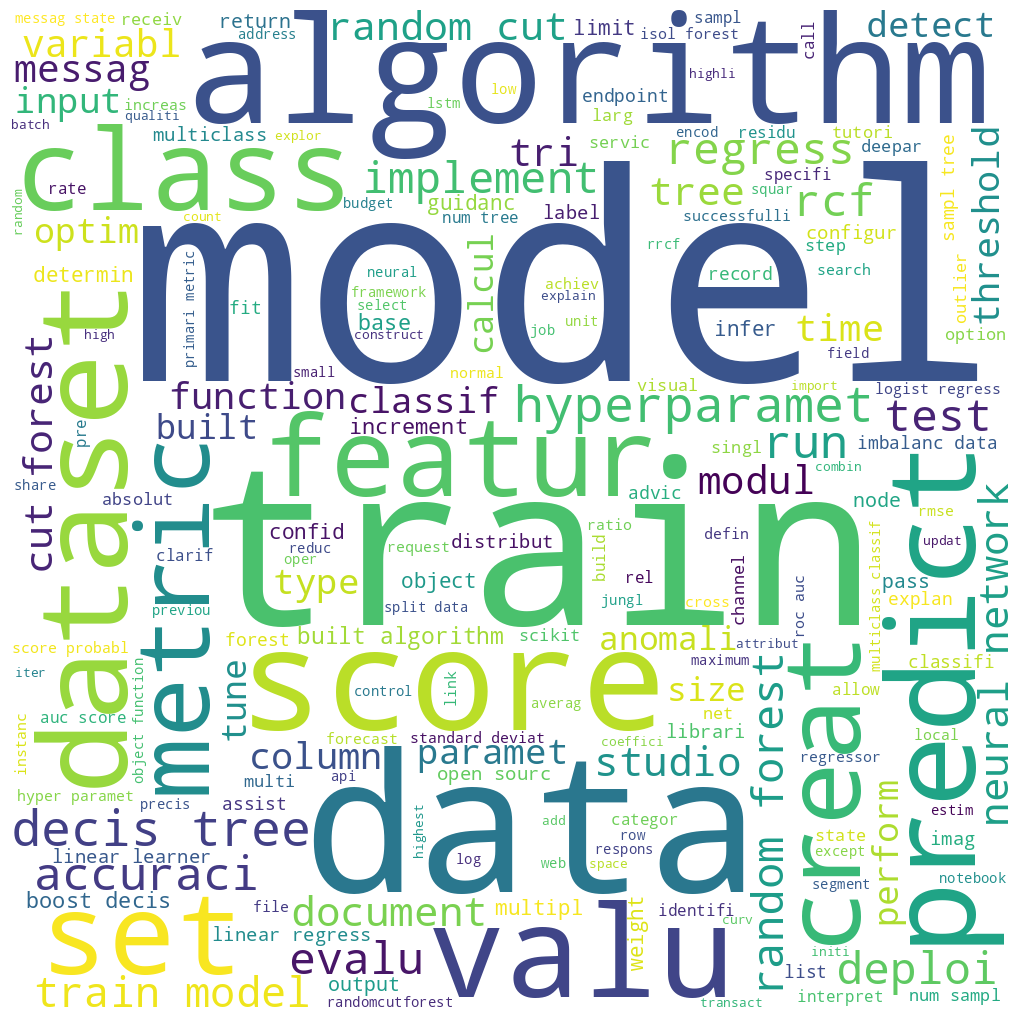 messag state
receiv
return
address
random cut
limit
sampl
isol forest
call
detect
variabl
algorithm
messag
highli
input
increas
qualiti
lstm
low
endpoint
larg
batch
multiclass
explor
servic
encod
residu
tutori
deepar
class
tri
regress
specifi
implement
tree
squar
rcf
sampl tree
threshold
random
rate
count
budget
guidanc
num tree
label
successfulli
configur
step
optim
model
determin
primari metric
neural
framework
select
construct
base
fit
calcul
rrcf
achiev
explain
unit
job
record
search
infer
time
outlier
option
high
field
dataset
small
normal
visual
import
logist regress
function
classif
hyperparamet
test
cut forest
pre
built
increment
featur
singl
run
imbalanc data
combin
share
absolut
metric
train
advic
modul
node
rmse
predict
network
neural network
confid
reduc
request
distribut
build
ratio
defin
updat
clarif
oper
object
rel
channel
pass
type
previou
split data
jungl
cross
roc auc
multiclass classif
explan
score probabl
forest
built algorithm
scikit
anomali
attribut
classifi
iter
object function
tune
score
maximum
creat
allow
control
link
averag
size
net
instanc
auc score
librari
random forest
local
forecast
standard deviat
coeffici
regressor
hyper paramet
column
paramet
studio
multi
api
open sourc
precis
assist
data
highest
add
categor
perform
state
estim
decis tree
row
respons
except
imag
linear learner
log
web
space
accuraci
segment
notebook
boost decis
set
file
document
multipl
weight
identifi
curv
initi
linear regress
evalu
valu
list
deploi
train model
output
randomcutforest
transact
interpret
num sampl